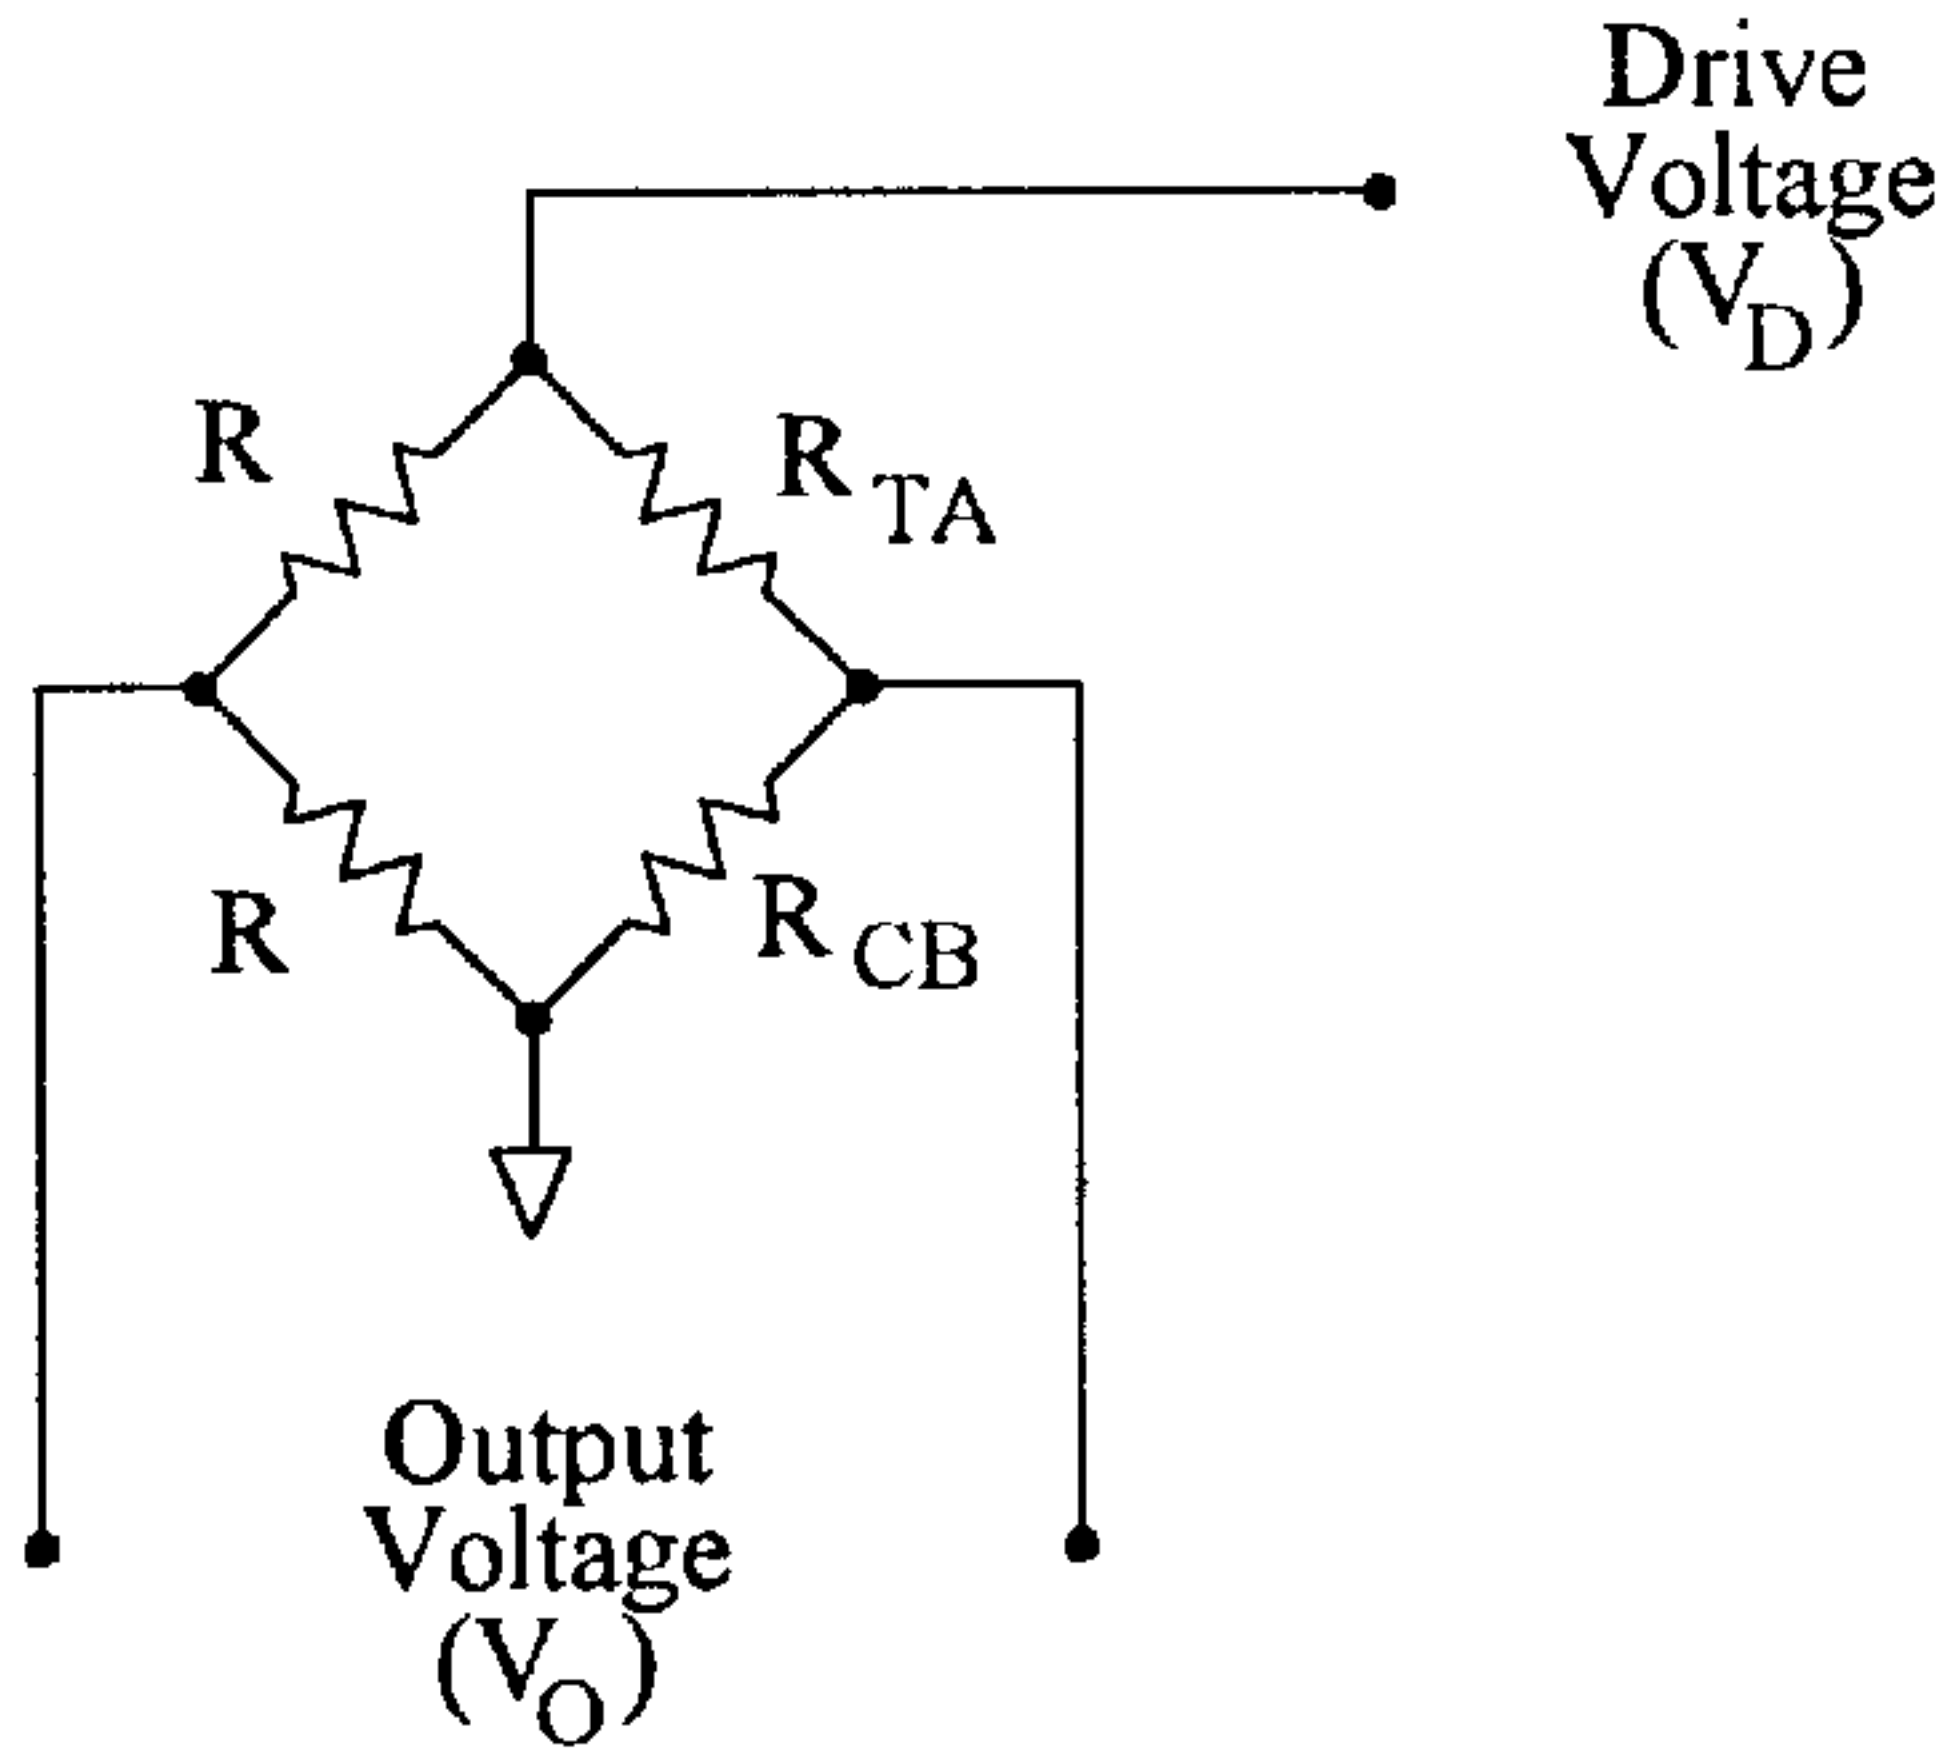 Drive
Voltage
(V_D)
R
R_TA
R
R_CB
Output
Voltage
(V_O)